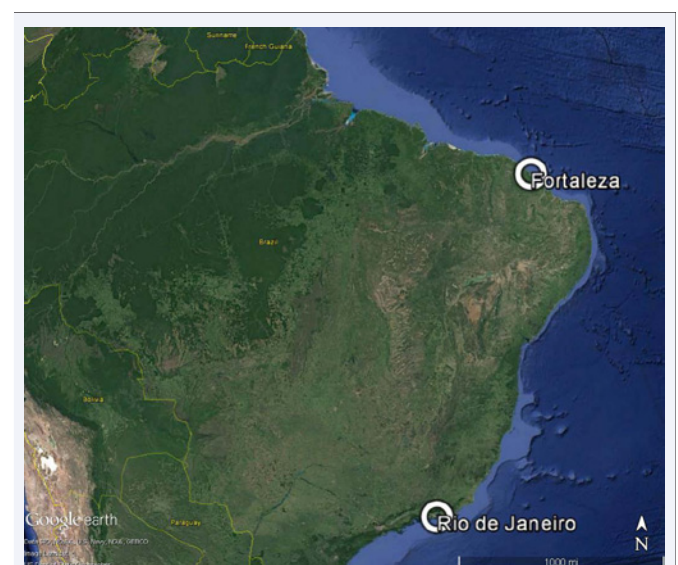 Suriname
French Guiana
Fortaleza
Brazil
Bolivia
Rio de Janeiro
Google earth
Paraguay
N
1000 mi